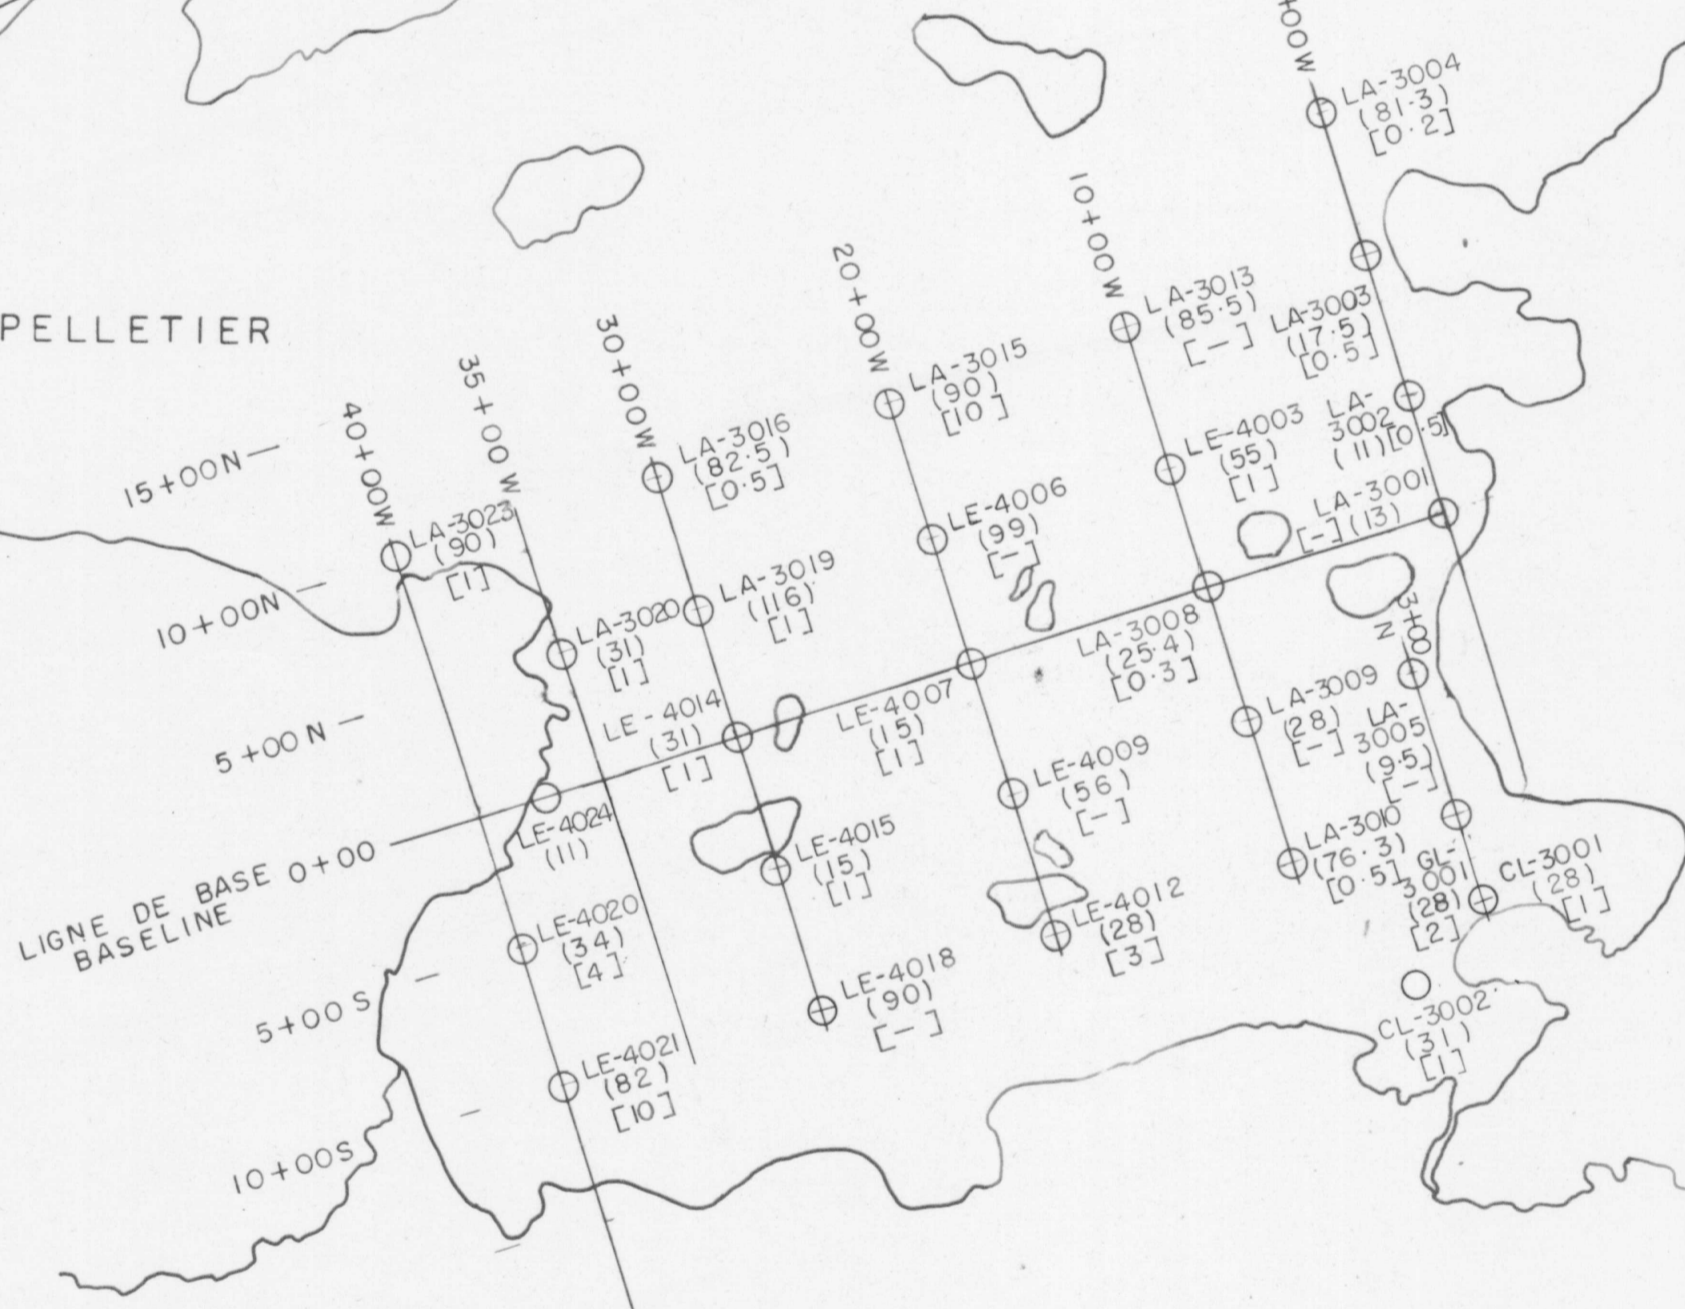 +00W
LA-3004
(81.3)
[0.2]
10+00W
20+00W
LA-3013
(85.5)
[-]
LA-3003
(17.5)
[0.5]
PELLETIER
30+00W
35+00W
LA-3015
(90)
[10]
40+00W
LA-3016
(82.5)
[0.5]
LE-4003
(55)
[1]
LA-
3002
(11)[0.5]
15+00N
LA-3023
(90)
[1]
LE-4006
(99)
[-]
LA-3001
[-](13)
10+00N
LA-3020
(31)
[1]
LA-3019
(116)
[1]
LA-3008
(25.4)
[0.3]
3+00
N
5+00N
LE-4014
(31)
[1]
LE-4007
(15)
[1]
LA-3009
(28)
[-]
LA-
3005
(9.5)
[-]
LE-4009
(56)
[-]
LIGNE DE BASE 0+00
BASELINE
LE-4024
(11)
LE-4015
(15)
[1]
LA-3010
(76.3)
[0.5]
GL-
3001
(28)
[2]
CL-3001
(28)
[1]
LE-4020
(34)
[4]
LE-4012
(28)
[3]
5+00S
LE-4018
(90)
[-]
CL-3002
(31)
[1]
LE-4021
(82)
[10]
10+00S